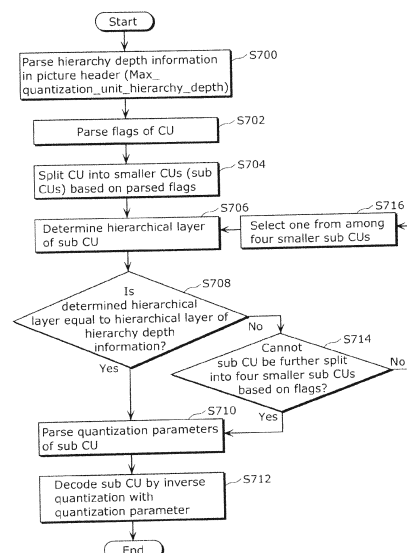 Start
S700
Parse hierarchy depth information
in picture header (Max_
quantization_unit_hierarchy_depth)
S702
Parse flags of CU
S704
Split CU into smaller CUs (sub
CUs) based on parsed flags
S706
Determine hierarchical layer
of sub CU
S716
Select one from among
four smaller sub CUs
S708
Is
determined hierarchical
layer equal to hierarchical layer of
hierarchy depth
information?
No
Yes
S714
Cannot
sub CU be further split
into four smaller sub CUs
based on flags?
No
Yes
S710
Parse quantization parameters
of sub CU
S712
Decode sub CU by inverse
quantization with
quantization parameter
End